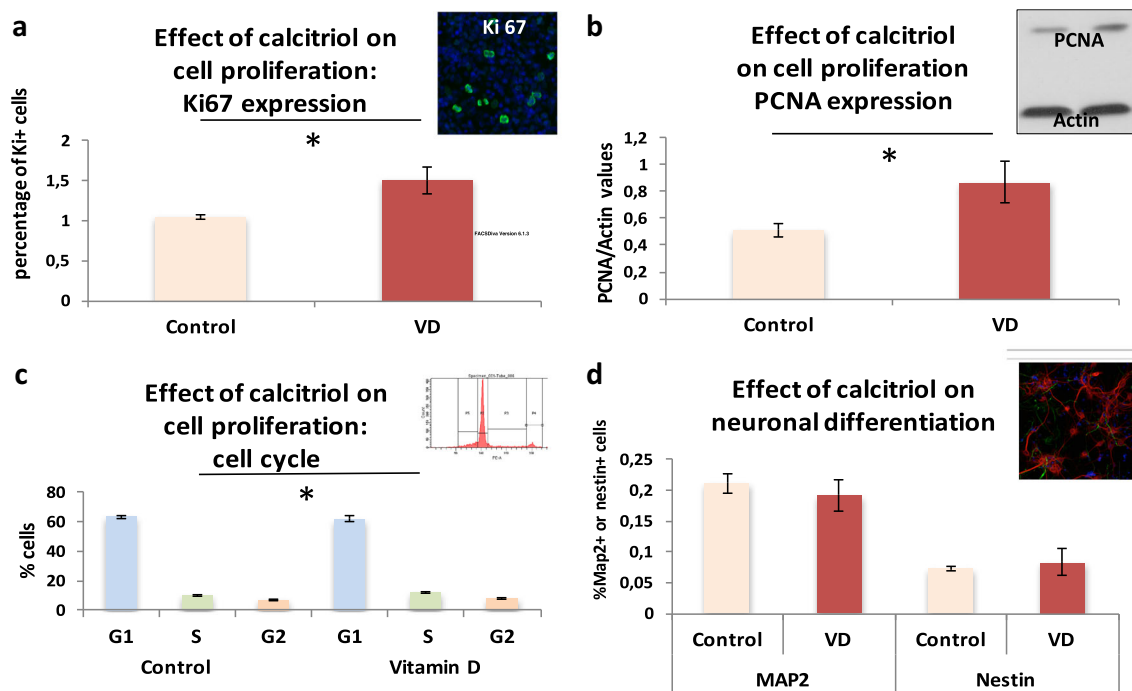 a
Effect of calcitriol on
cell proliferation:
Ki67 expression
Ki 67
*
percentage of Ki+ cells
2
1,5
1
0,5
0
FACSDiva Version 6.1.3
Control VD
b
Effect of calcitriol
on cell proliferation
PCNA expression
PCNA
Actin
*
PCNA/Actin values
1,2
1
0,8
0,6
0,4
0,2
0
Control VD
c
Effect of calcitriol on
cell proliferation:
cell cycle
*
% cells
80
60
40
20
0
G1 S G2 G1 S G2
Control Vitamin D
d
Effect of calcitriol on
neuronal differentiation
%Map2+ or nestin+ cells
0,25
0,2
0,15
0,1
0,05
0
Control VD Control VD
MAP2 Nestin